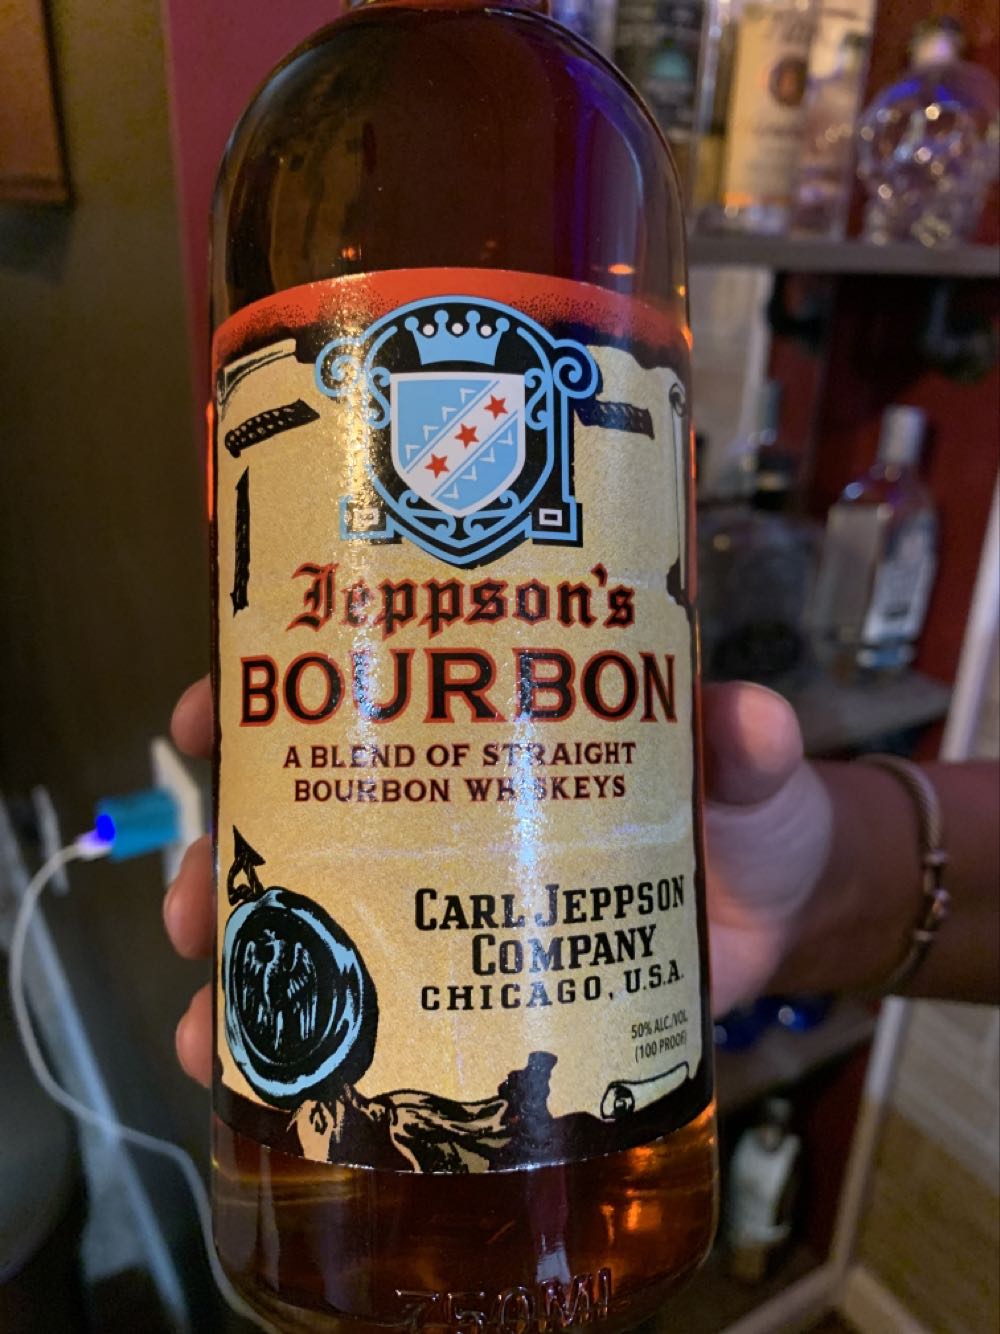 Jeppson's
BOURBON
A BLEND OF STRAIGHT
BOURBON WHISKEYS
CARL JEPPSON
COMPANY
CHICAGO, U.S.A.
50% ALC./VOL.
(100 PROOF)
750ML